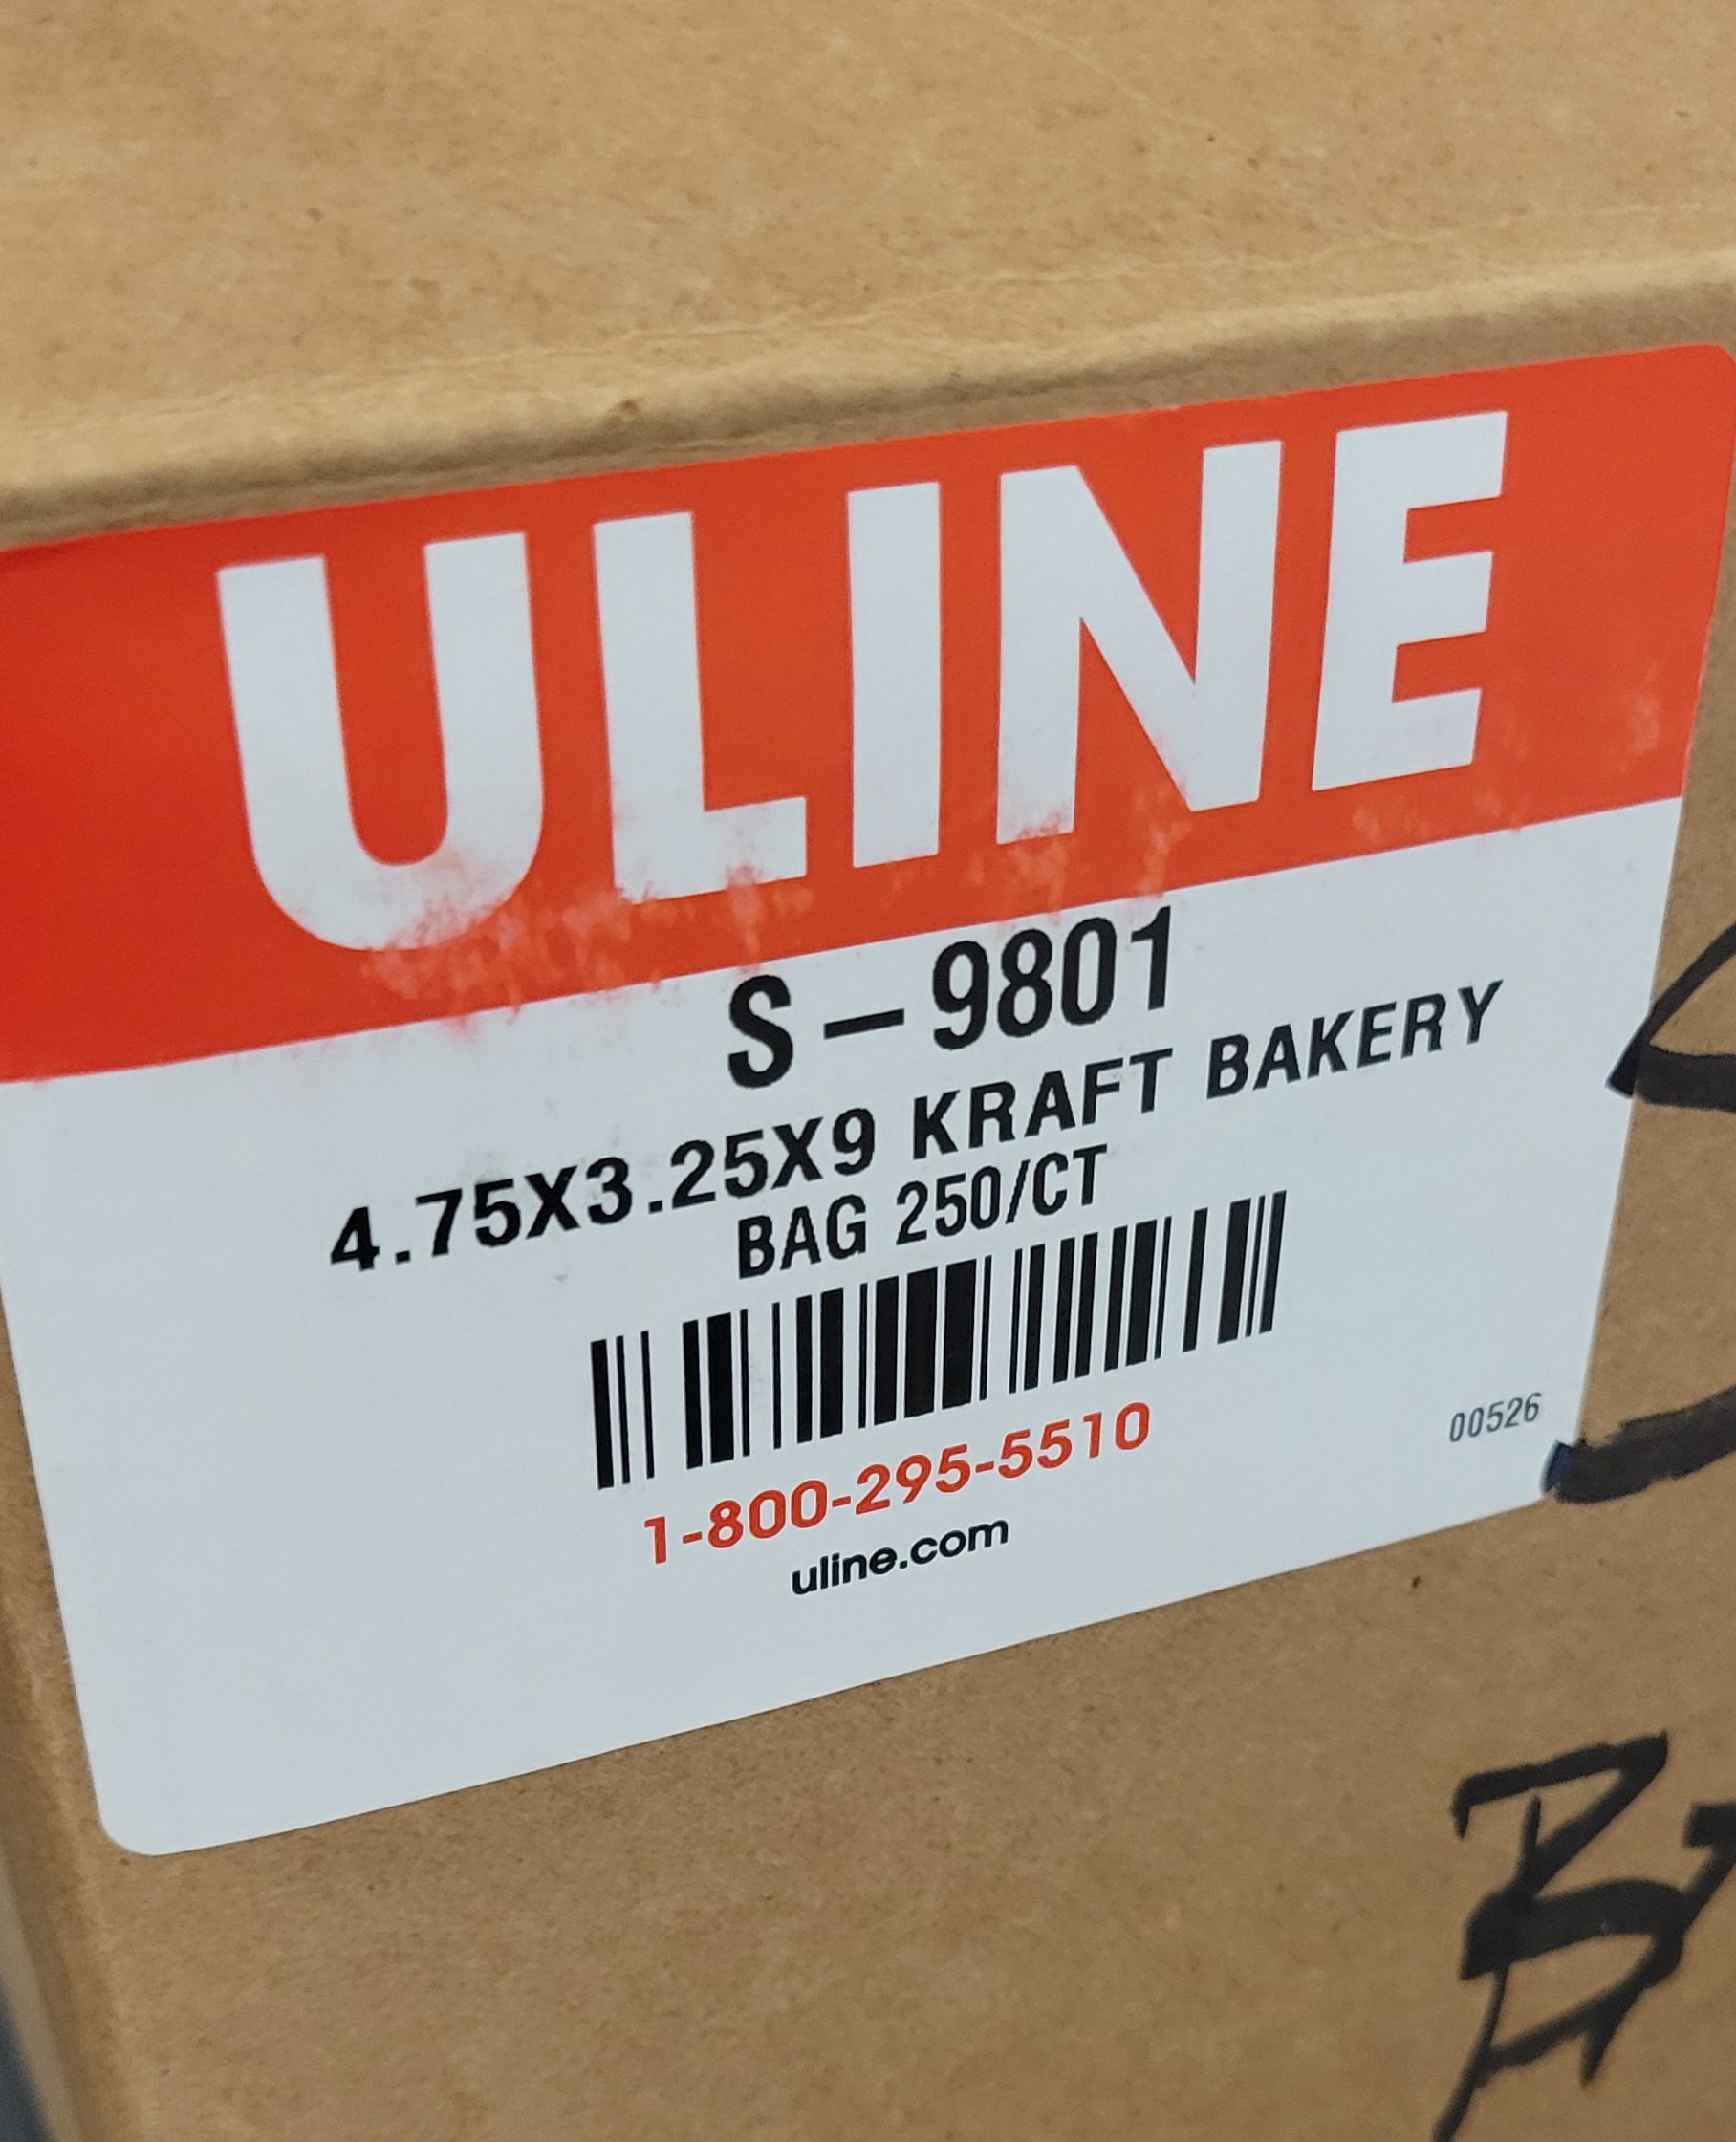 ULINE
S-9801
4.75X3.25X9 KRAFT BAKERY
BAG 250/CT
00526
1-800-295-5510
uline.com